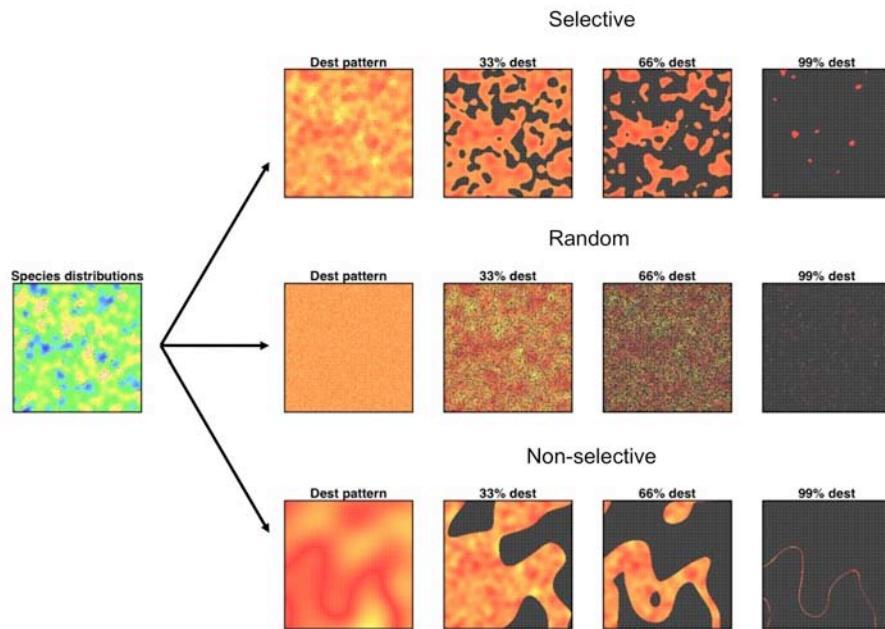 Selective
Dest pattern 33% dest 66% dest 99% dest
Random
Species distributions
Dest pattern 33% dest 66% dest 99% dest
Non-selective
Dest pattern 33% dest 66% dest 99% dest